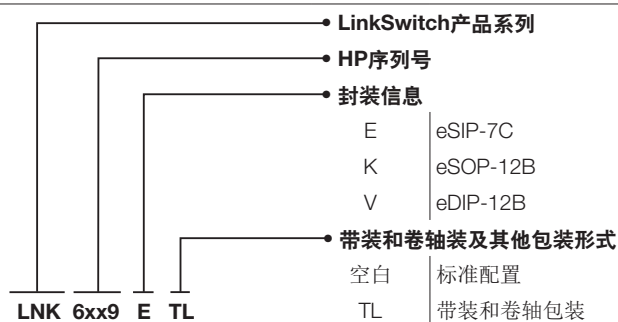 LinkSwitch产品系列
HP序列号
封装信息
E eSIP-7C
K eSOP-12B
V eDIP-12B
带装和卷轴装及其他包装形式
空白 标准配置
LNK 6xx9 E TL TL 带装和卷轴包装